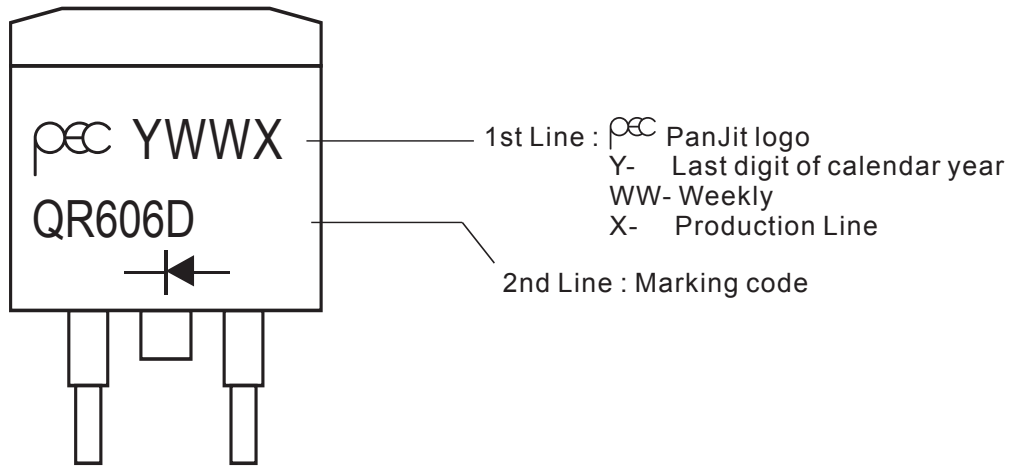 PEC YWWX
QR606D
1st Line : PEC PanJit logo
Y- Last digit of calendar year
WW- Weekly
X- Production Line
2nd Line : Marking code